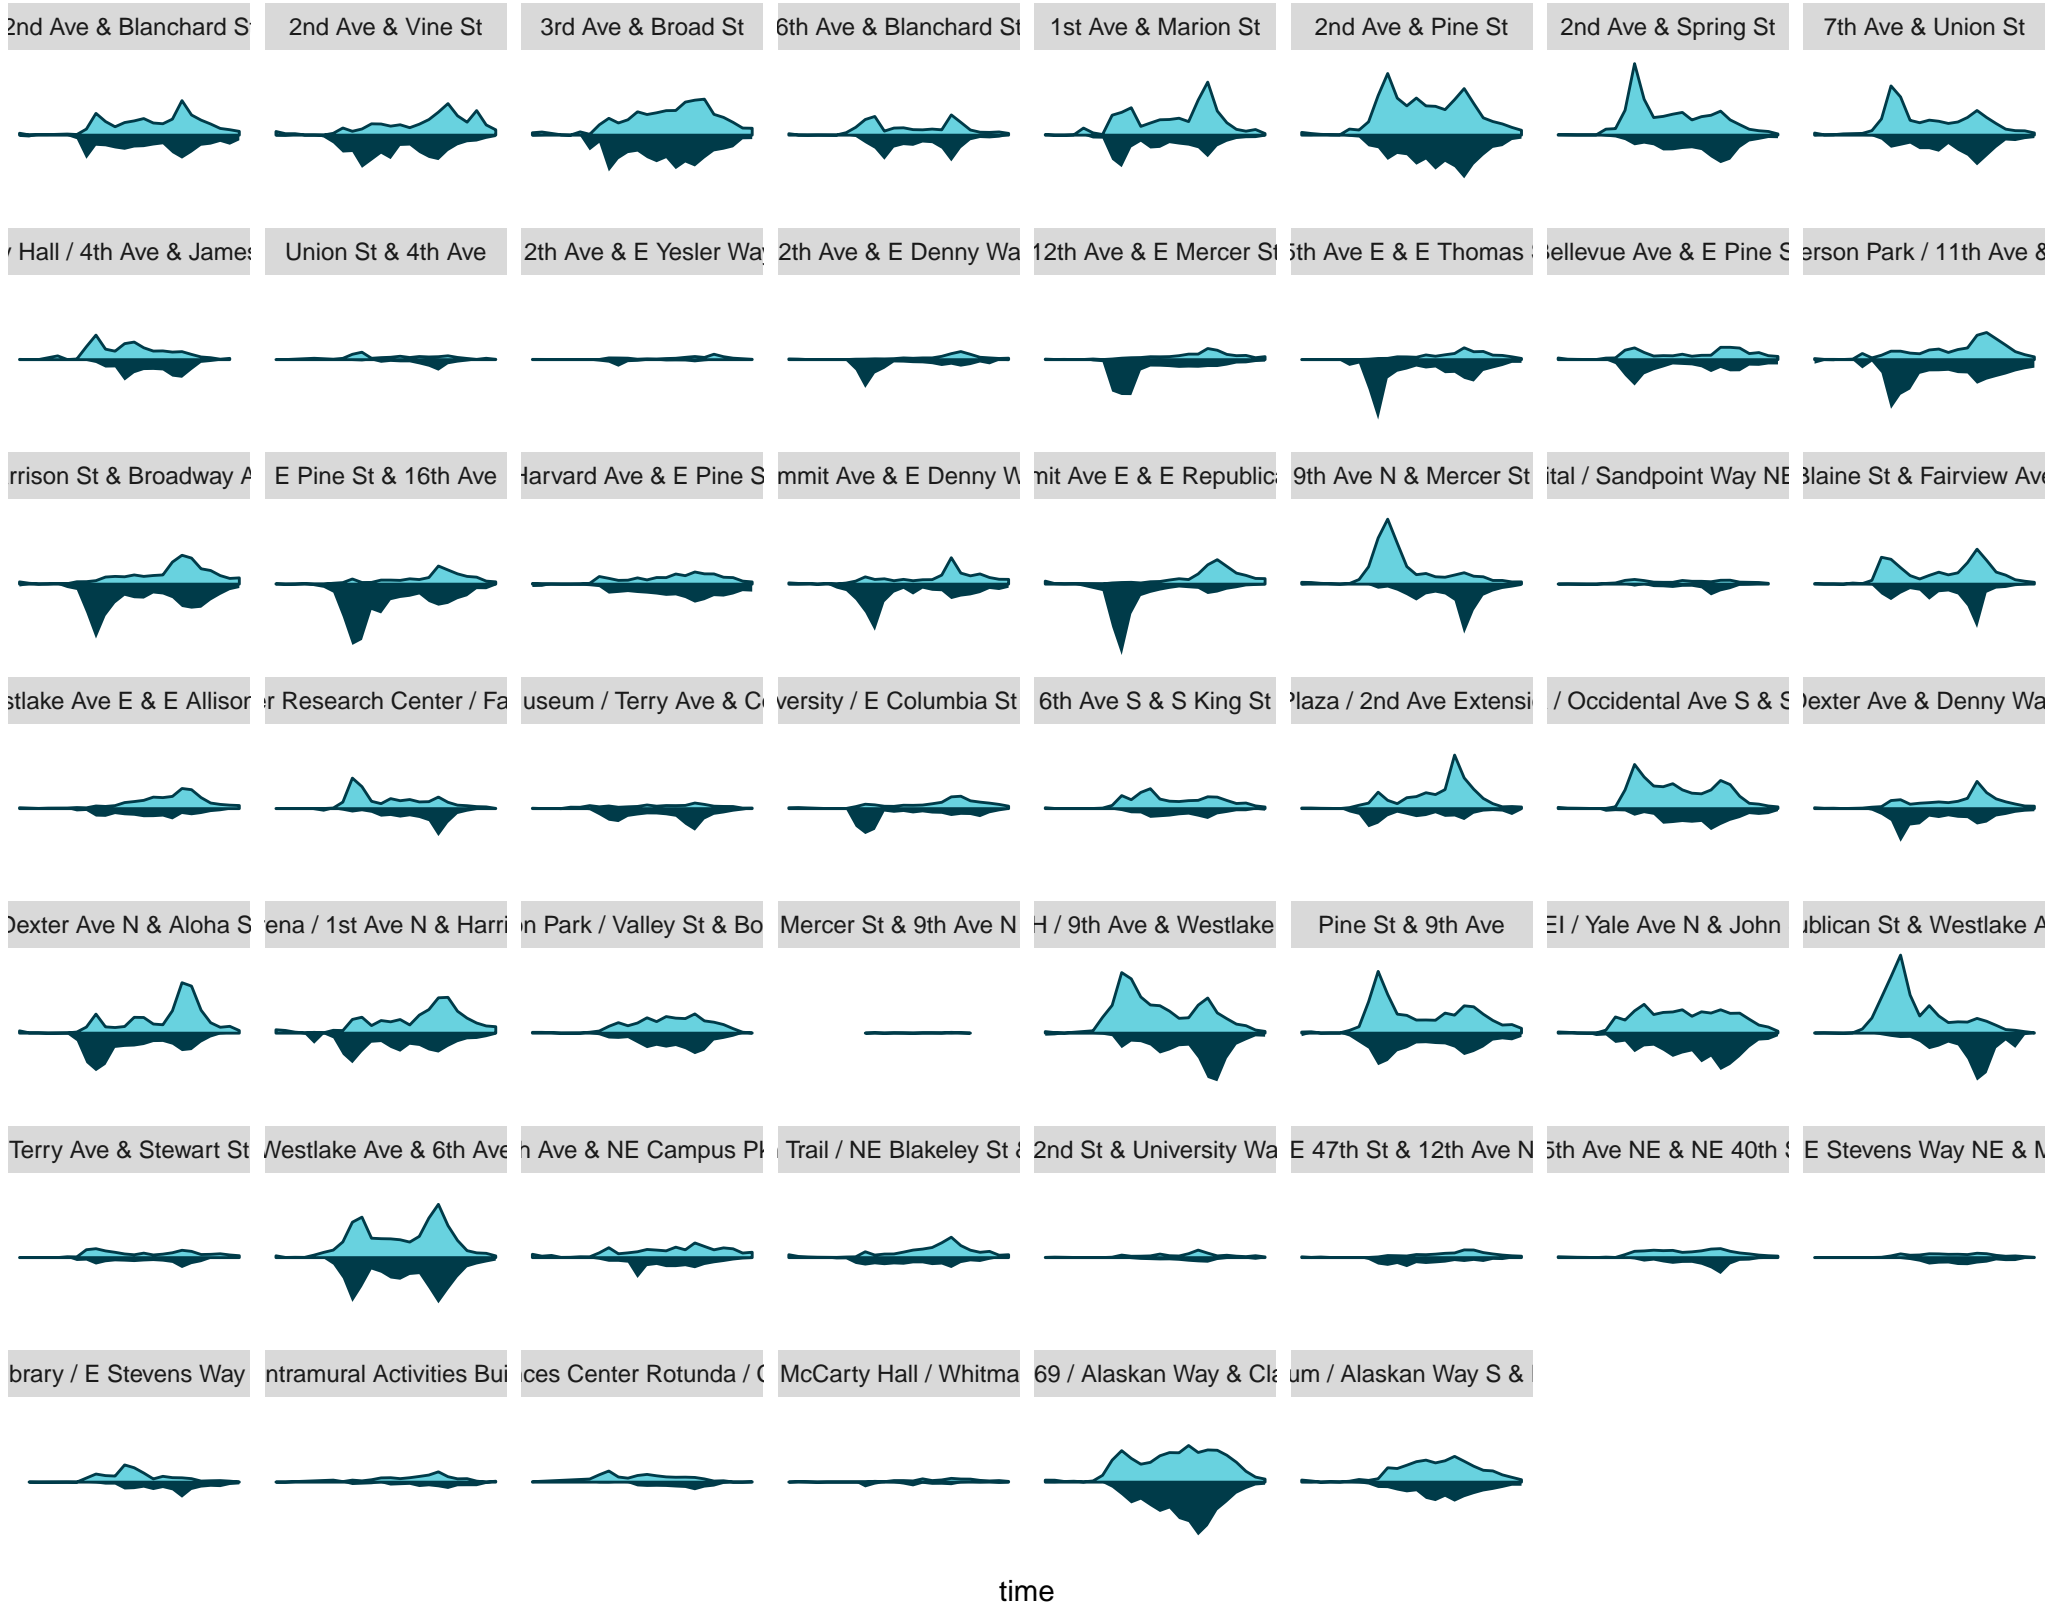 2nd Ave & Blanchard St
2nd Ave & Vine St
3rd Ave & Broad St
6th Ave & Blanchard St
1st Ave & Marion St
2nd Ave & Pine St
2nd Ave & Spring St
7th Ave & Union St
y Hall / 4th Ave & James
Union St & 4th Ave
2th Ave & E Yesler Way
2th Ave & E Denny Wa
12th Ave & E Mercer St
5th Ave E & E Thomas S
Bellevue Ave & E Pine S
erson Park / 11th Ave &
rrison St & Broadway A
E Pine St & 16th Ave
Harvard Ave & E Pine S
mmit Ave & E Denny W
mit Ave E & E Republica
9th Ave N & Mercer St
ital / Sandpoint Way NE
Blaine St & Fairview Ave
stlake Ave E & E Allison
er Research Center / Fa
useum / Terry Ave & Co
versity / E Columbia St
6th Ave S & S King St
Plaza / 2nd Ave Extensi
/ Occidental Ave S & S
Dexter Ave & Denny Wa
Dexter Ave N & Aloha S
rena / 1st Ave N & Harri
on Park / Valley St & Bo
Mercer St & 9th Ave N
H / 9th Ave & Westlake
Pine St & 9th Ave
EI / Yale Ave N & John
ublican St & Westlake A
Terry Ave & Stewart St
Westlake Ave & 6th Ave
h Ave & NE Campus Pk
Trail / NE Blakeley St &
2nd St & University Wa
E 47th St & 12th Ave N
5th Ave NE & NE 40th S
E Stevens Way NE & M
brary / E Stevens Way
ntramural Activities Bui
nces Center Rotunda / C
McCarty Hall / Whitma
69 / Alaskan Way & Cla
um / Alaskan Way S &
time